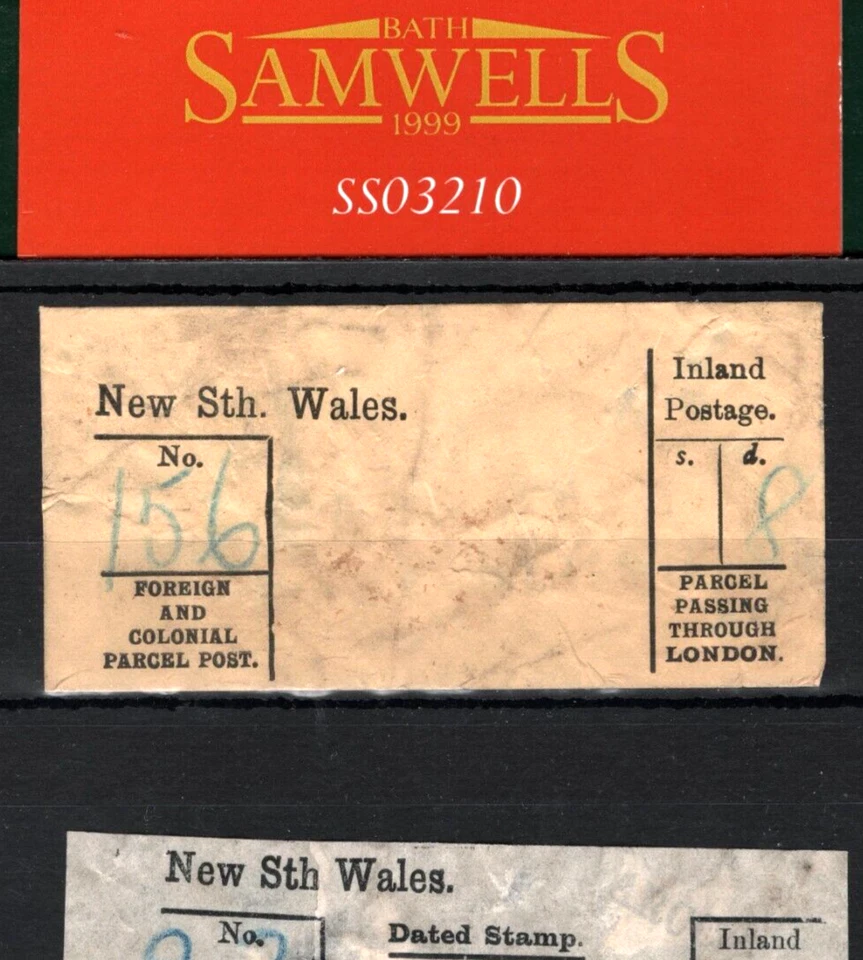 BATH
SAMWELLS
1999
SS03210
New Sth. Wales.
No.
156
FOREIGN
AND
COLONIAL
PARCEL POST.
Inland
Postage.
s. d.
8
PARCEL
PASSING
THROUGH
LONDON.
New Sth Wales.
No.
Dated Stamp.
Inland